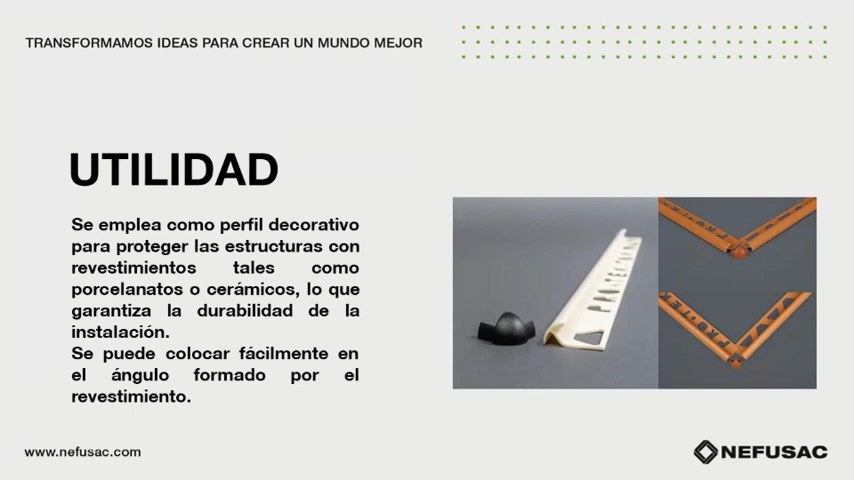 TRANSFORMAMOS IDEAS PARA CREAR UN MUNDO MEJOR
UTILIDAD
Se emplea como perfil decorativo
para proteger las estructuras con
revestimientos tales como
porcelanatos o cerámicos, lo que
garantiza la durabilidad de la
instalación.
Se puede colocar fácilmente en
el ángulo formado por el
revestimiento.
www.nefusac.com
NEFUSAC